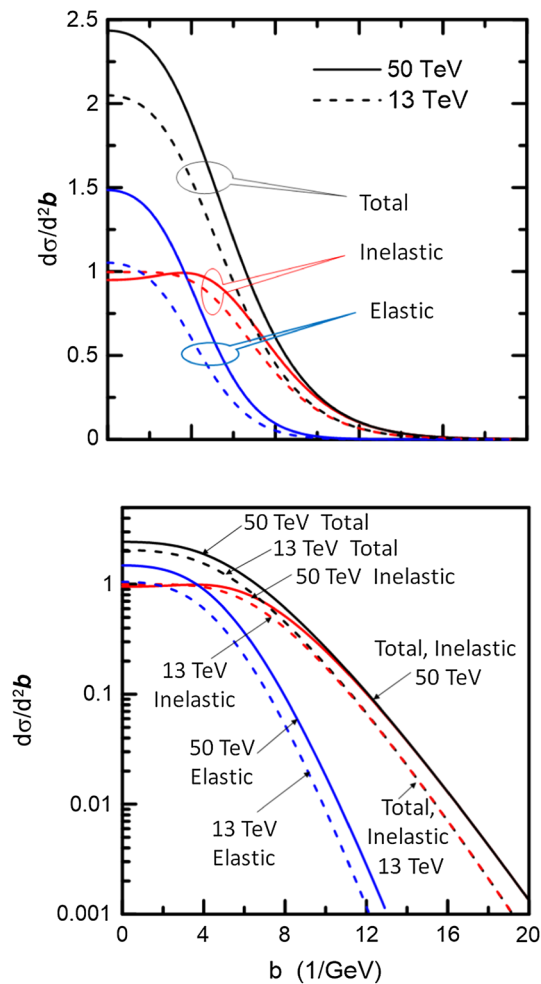 2.5
2
1.5
1
0.5
0
dσ/d²b
50 TeV
13 TeV
Total
Inelastic
Elastic
1
0.1
0.01
0.001
dσ/d²b
50 TeV Total
13 TeV Total
50 TeV Inelastic
Total, Inelastic
50 TeV
13 TeV
Inelastic
50 TeV
Elastic
13 TeV
Elastic
Total,
Inelastic
13 TeV
0 4 8 12 16 20
b (1/GeV)